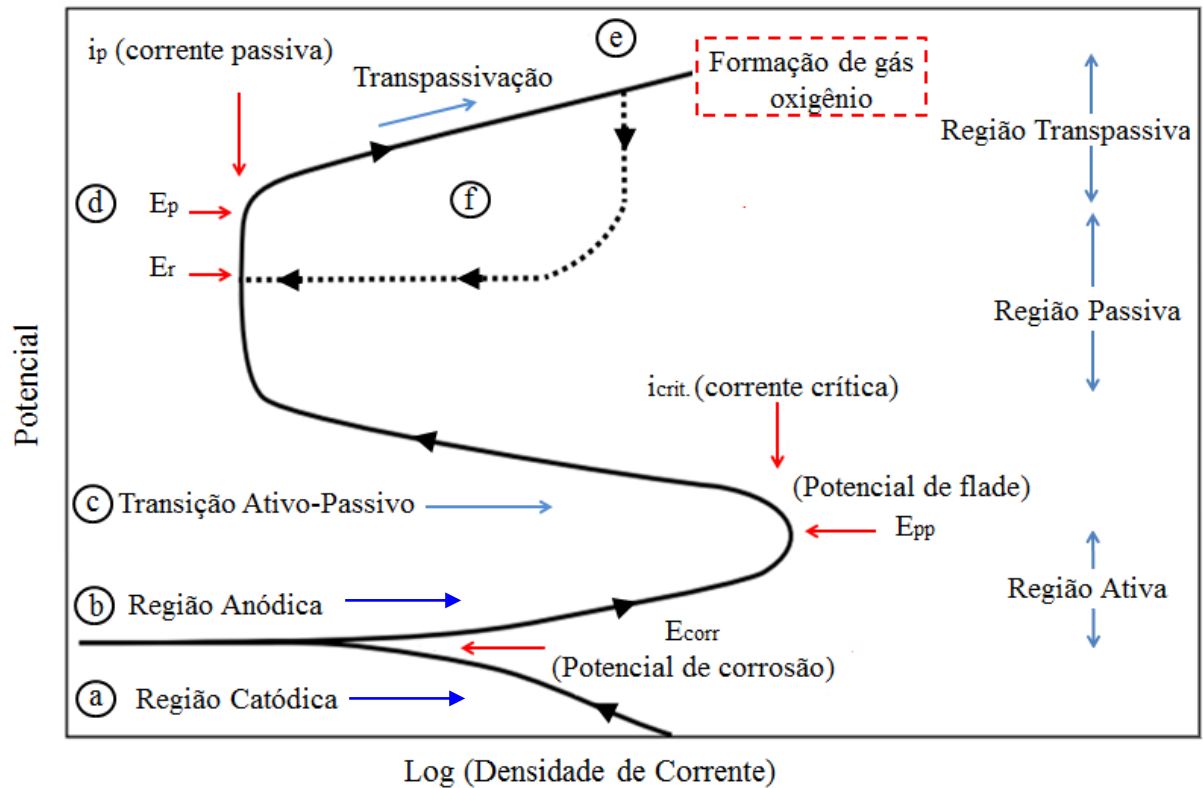 ip (corrente passiva)
e
Transpassivação
Formação de gás
oxigênio
Região Transpassiva
d
Ep
f
Er
Região Passiva
Potencial
icrit. (corrente crítica)
(Potencial de flade)
c
Transição Ativo-Passivo
Epp
Região Ativa
b
Região Anódica
Ecorr
(Potencial de corrosão)
a
Região Catódica
Log (Densidade de Corrente)